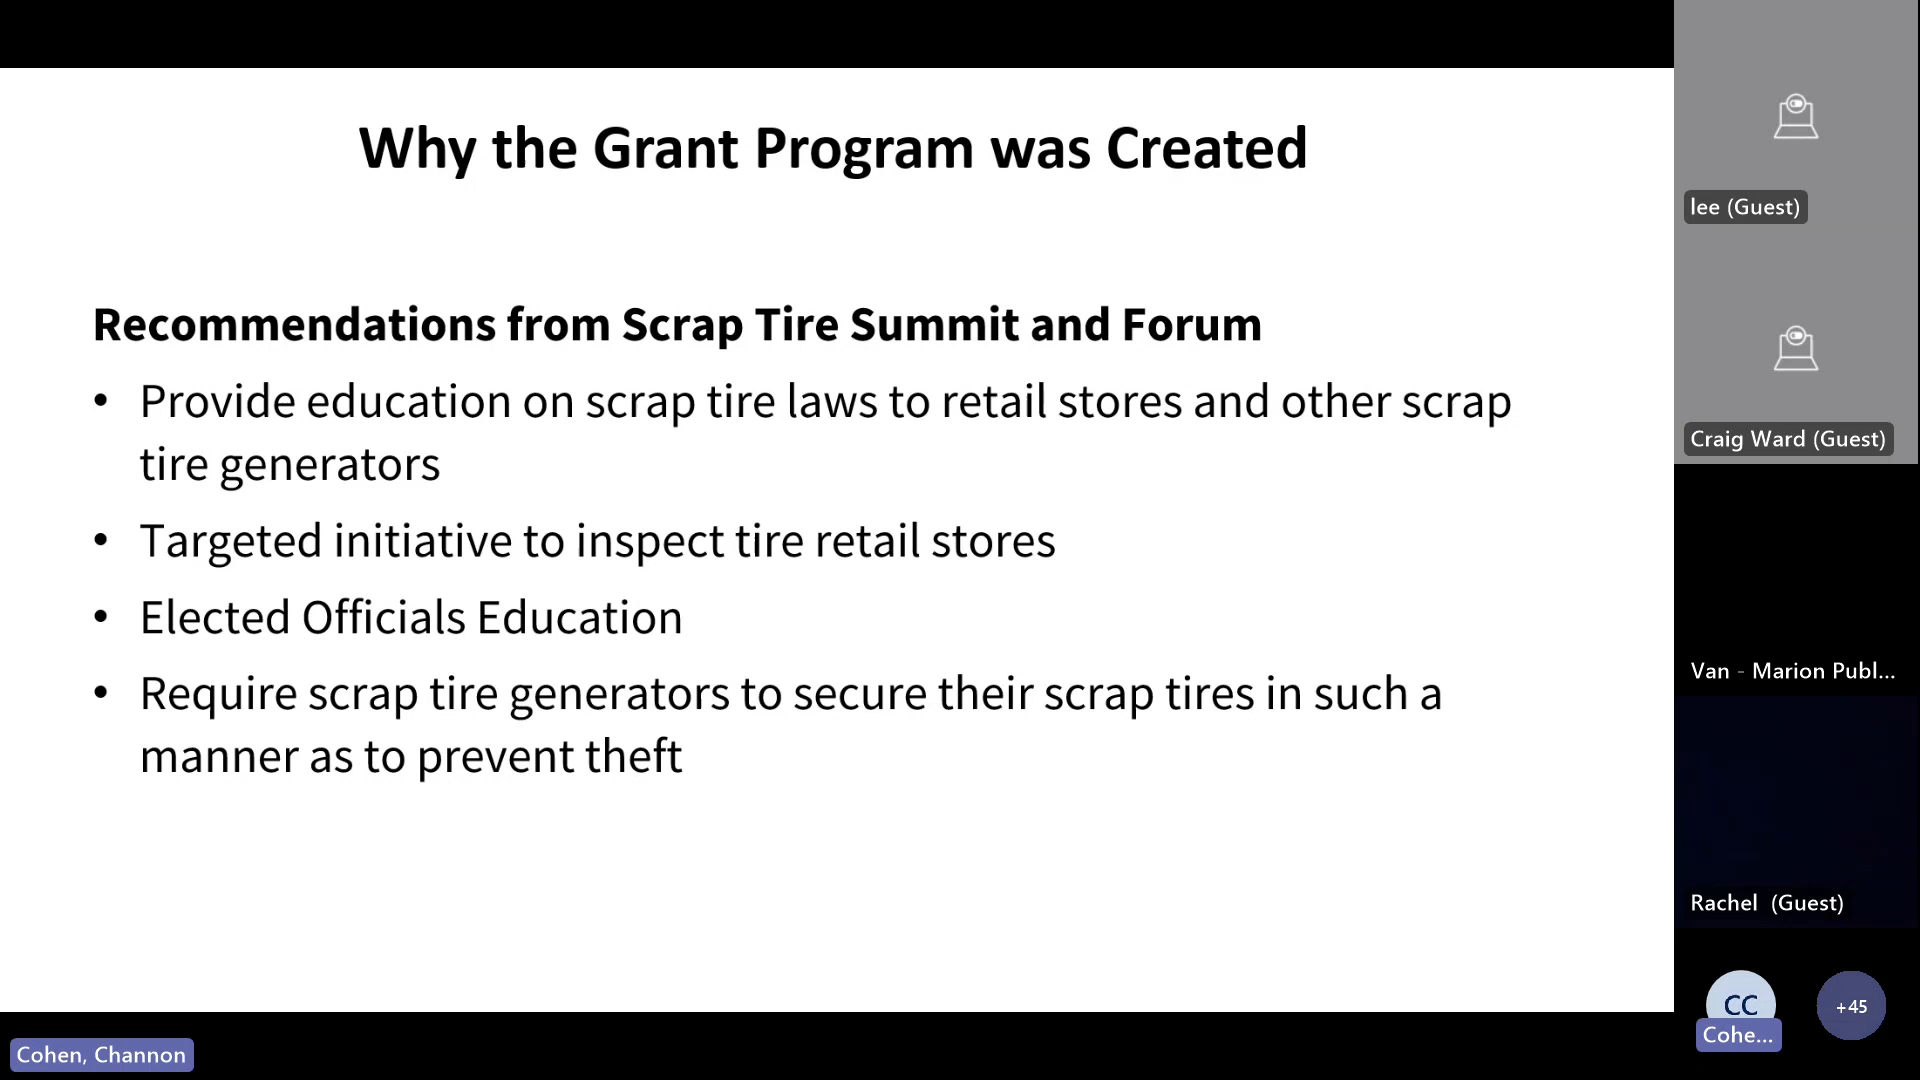 Why the Grant Program was Created
Recommendations from Scrap Tire Summit and Forum
• Provide education on scrap tire laws to retail stores and other scrap
tire generators
• Targeted initiative to inspect tire retail stores
• Elected Officials Education
• Require scrap tire generators to secure their scrap tires in such a
manner as to prevent theft
lee (Guest)
Craig Ward (Guest)
Van - Marion Publ...
Rachel (Guest)
CC
+45
Cohe...
Cohen, Channon